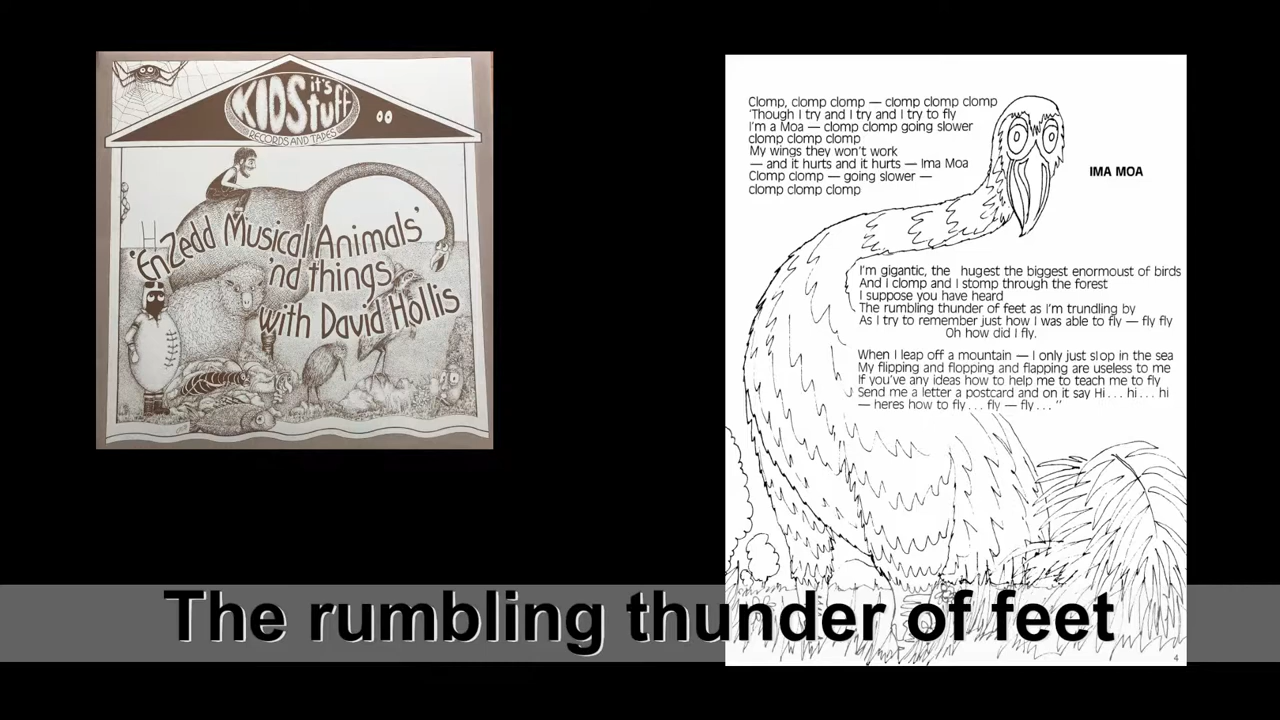 KIDS it's Stuff
RECORDS AND TAPES
'EnZedd Musical Animals'
'nd things
with David Hollis
Clomp, clomp clomp — clomp clomp clomp
'Though I try and I try and I try to fly
I'm a Moa — clomp clomp going slower
clomp clomp clomp
My wings they won't work
— and it hurts and it hurts — Ima Moa
Clomp clomp — going slower —
clomp clomp clomp
IMA MOA
I'm gigantic, the hugest the biggest enormoust of birds
And I clomp and I stomp through the forest
I suppose you have heard
The rumbling thunder of feet as I'm trundling by
As I try to remember just how I was able to fly — fly fly
Oh how did I fly.
When I leap off a mountain — I only just slop in the sea
My flipping and flopping and flapping are useless to me
If you've any ideas how to help me to teach me to fly
Send me a letter a postcard and on it say Hi . . . hi . . . hi
— heres how to fly . . . fly — fly . . . "
The rumbling thunder of feet
4